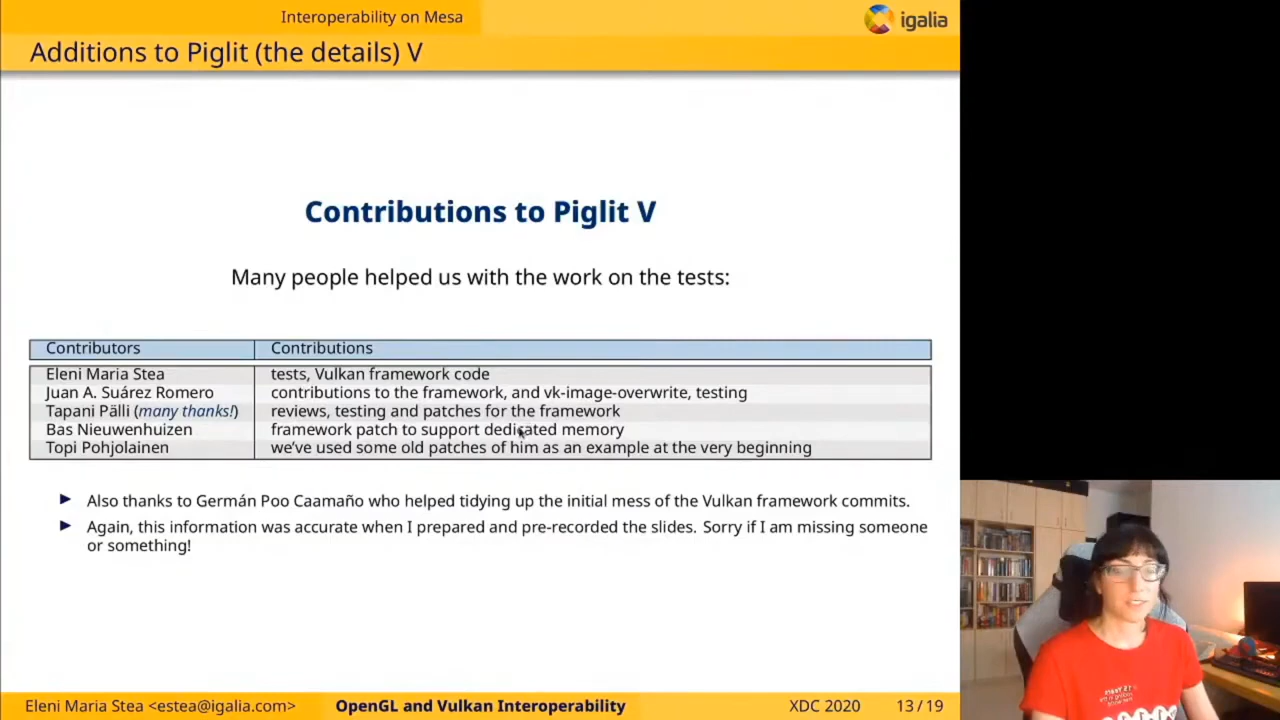 Interoperability on Mesa
igalia
Additions to Piglit (the details) V
Contributions to Piglit V
Many people helped us with the work on the tests:
Contributors Contributions
Eleni Maria Stea tests, Vulkan framework code
Juan A. Suárez Romero contributions to the framework, and vk-image-overwrite, testing
Tapani Pälli (many thanks!) reviews, testing and patches for the framework
Bas Nieuwenhuizen framework patch to support dedicated memory
Topi Pohjolainen we’ve used some old patches of him as an example at the very beginning
Also thanks to Germán Poo Caamaño who helped tidying up the initial mess of the Vulkan framework commits.
Again, this information was accurate when I prepared and pre-recorded the slides. Sorry if I am missing someone
or something!
Eleni Maria Stea <estea@igalia.com> OpenGL and Vulkan Interoperability XDC 2020 13 / 19